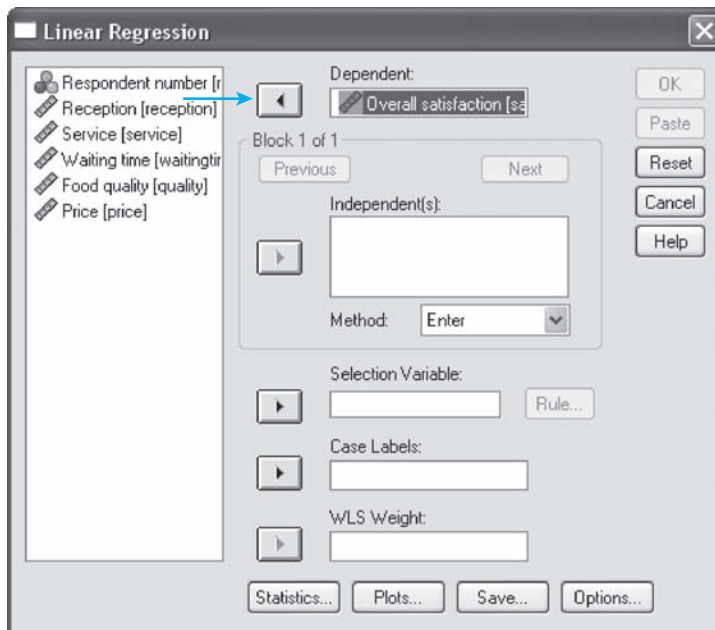 Linear Regression
Respondent number [r
Reception [reception]
Service [service]
Waiting time [waitingtir
Food quality [quality]
Price [price]
Dependent:
Overall satisfaction [sa
Block 1 of 1
Previous
Next
Independent(s):
Method:
Enter
Selection Variable:
Rule...
Case Labels:
WLS Weight:
Statistics...
Plots...
Save...
Options...
OK
Paste
Reset
Cancel
Help